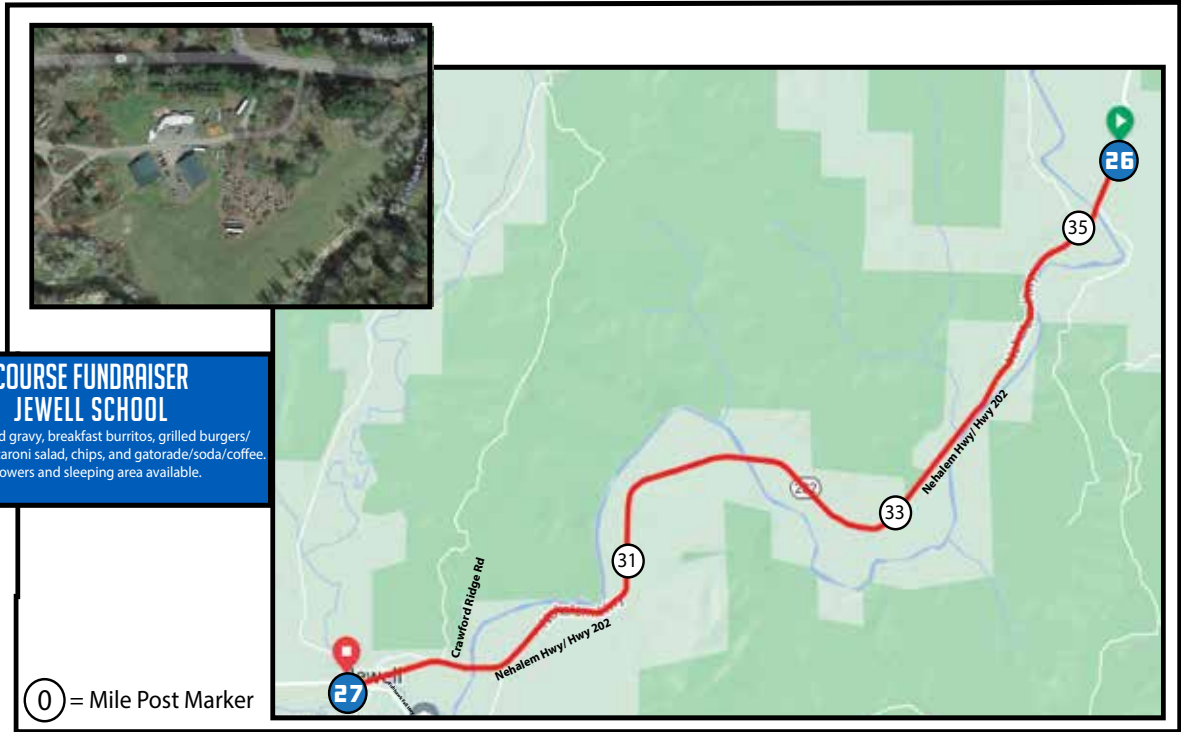 COURSE FUNDRAISER
JEWELL SCHOOL
d gravy, breakfast burritos, grilled burgers/
aroni salad, chips, and gatorade/soda/coffee.
owers and sleeping area available.
26
35
Nehalem Hwy/ Hwy 202
202
33
31
Crawford Ridge Rd
Nehalem Hwy/ Hwy 202
Jewell
27
0 = Mile Post Marker